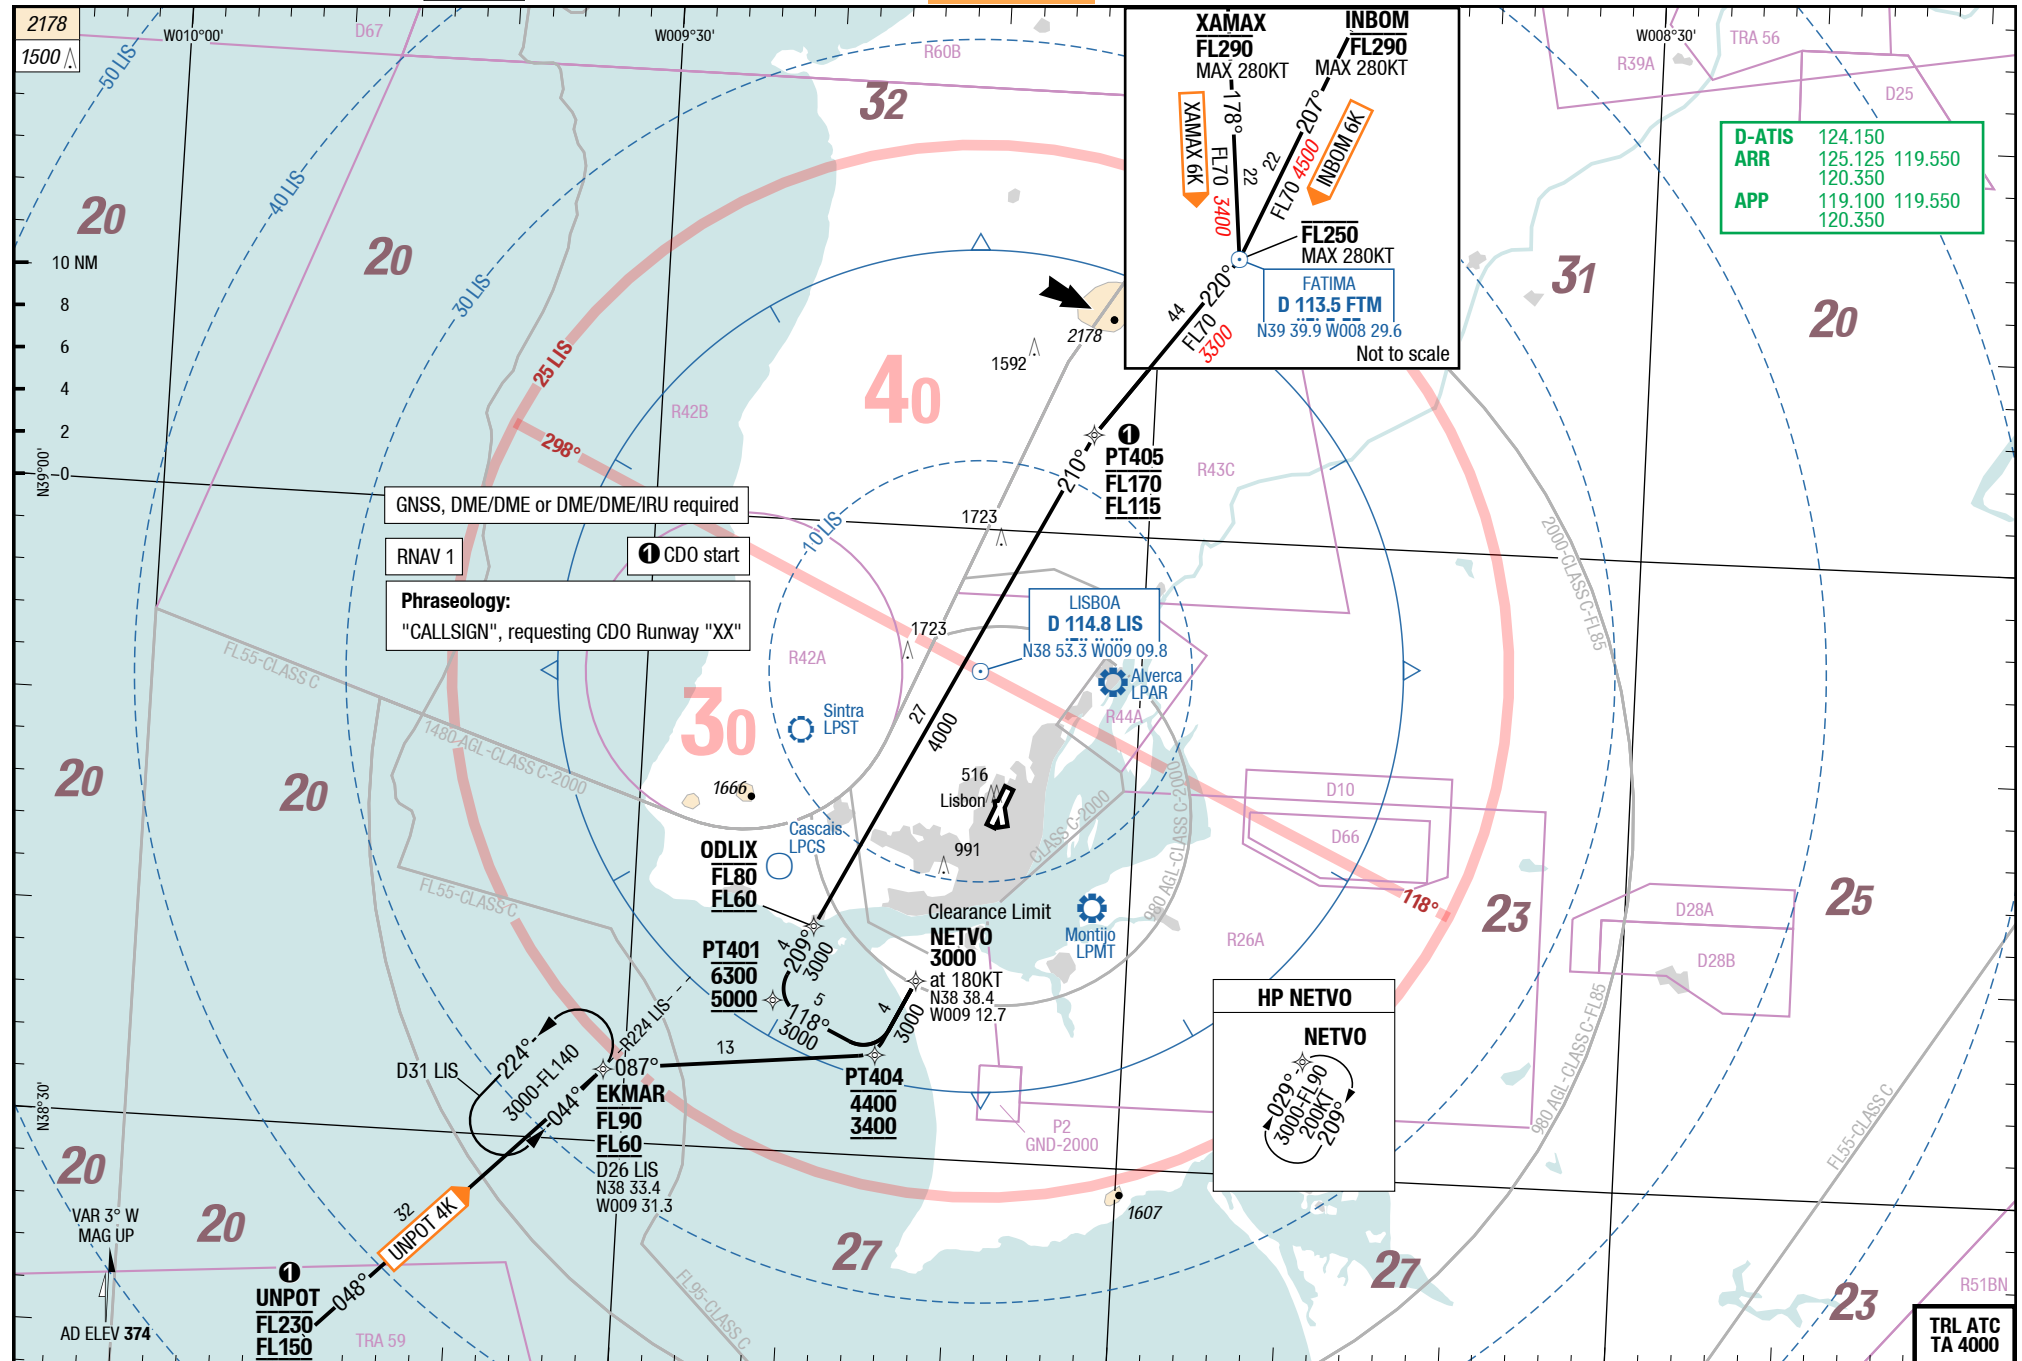 2178
1500
W010°00'
D67
W009°30'
R60B
32
50 LIS
40 LIS
30 LIS
25 LIS
298°
20
20
10 NM
8
6
4
2
0
N39°00'
XAMAX
FL290
MAX 280KT
INBOM
FL290
MAX 280KT
178°
207°
XAMAX 6K
INBOM 6K
FL70
3400
22
22
FL70
4500
FL250
MAX 280KT
220°
44
FL70
3300
FATIMA
D 113.5 FTM
N39 39.9 W008 29.6
Not to scale
W008°30'
TRA 56
R39A
D25
D-ATIS 124.150
ARR 125.125 119.550
120.350
APP 119.100 119.550
120.350
31
20
2178
1592
40
R42B
210°
1
PT405
FL170
FL115
R43C
GNSS, DME/DME or DME/DME/IRU required
RNAV 1
1 CDO start
Phraseology:
"CALLSIGN", requesting CDO Runway "XX"
10 LIS
1723
1723
2000-CLASS C-FL85
LISBOA
D 114.8 LIS
N38 53.3 W009 09.8
FL55-CLASS C
R42A
30
Sintra
LPST
Alverca
LPAR
R44A
27
4000
1480 AGL-CLASS C-2000
20
20
1666
516
Lisbon
991
Cascais
LPCS
CLASS C-2000
980 AGL-CLASS C-2000
D10
D66
118°
23
25
D28A
D28B
R26A
FL55-CLASS C
ODLIX
FL80
FL60
4
209°
3000
PT401
6300
5000
5
118°
3000
Clearance Limit
NETVO
3000
at 180KT
N38 38.4
W009 12.7
4
3000
Montijo
LPMT
HP NETVO
NETVO
029°
3000-FL90
200KT
209°
980 AGL-CLASS C-FL85
R224 LIS
D31 LIS
224°
3000-FL140
044°
087°
13
EKMAR
FL90
FL60
D26 LIS
N38 33.4
W009 31.3
PT404
4400
3400
P2
GND-2000
N38°30'
20
20
VAR 3° W
MAG UP
AD ELEV 374
32
UNPOT 4K
048°
1
UNPOT
FL230
FL150
TRA 59
FL95-CLASS C
27
1607
27
FL55-CLASS C
23
R51BN
TRL ATC
TA 4000